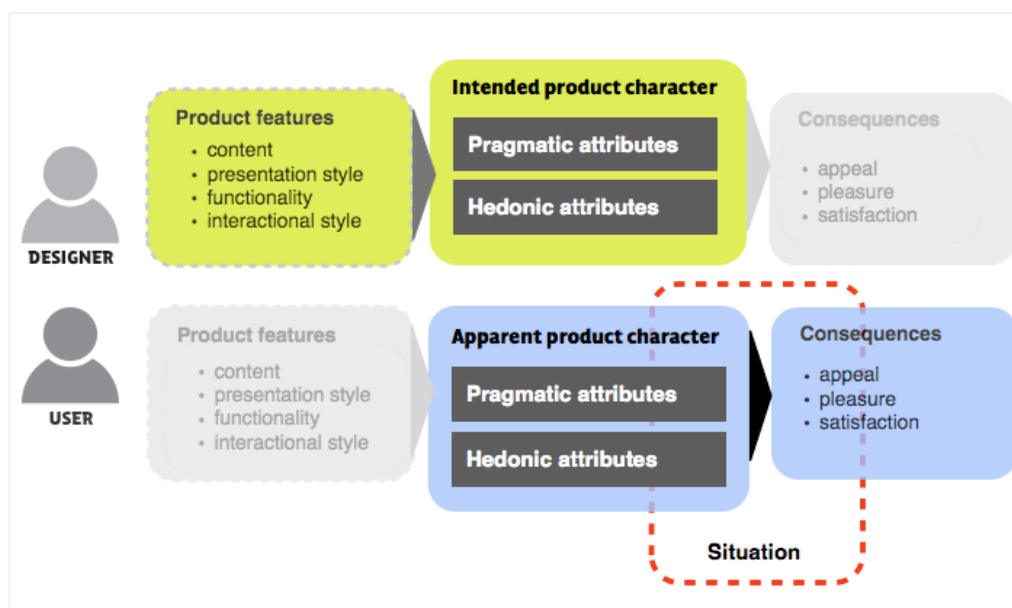 Product features
• content
• presentation style
• functionality
• interactional style
Intended product character
Pragmatic attributes
Hedonic attributes
Consequences
• appeal
• pleasure
• satisfaction
DESIGNER
Product features
• content
• presentation style
• functionality
• interactional style
Apparent product character
Pragmatic attributes
Hedonic attributes
Consequences
• appeal
• pleasure
• satisfaction
USER
Situation